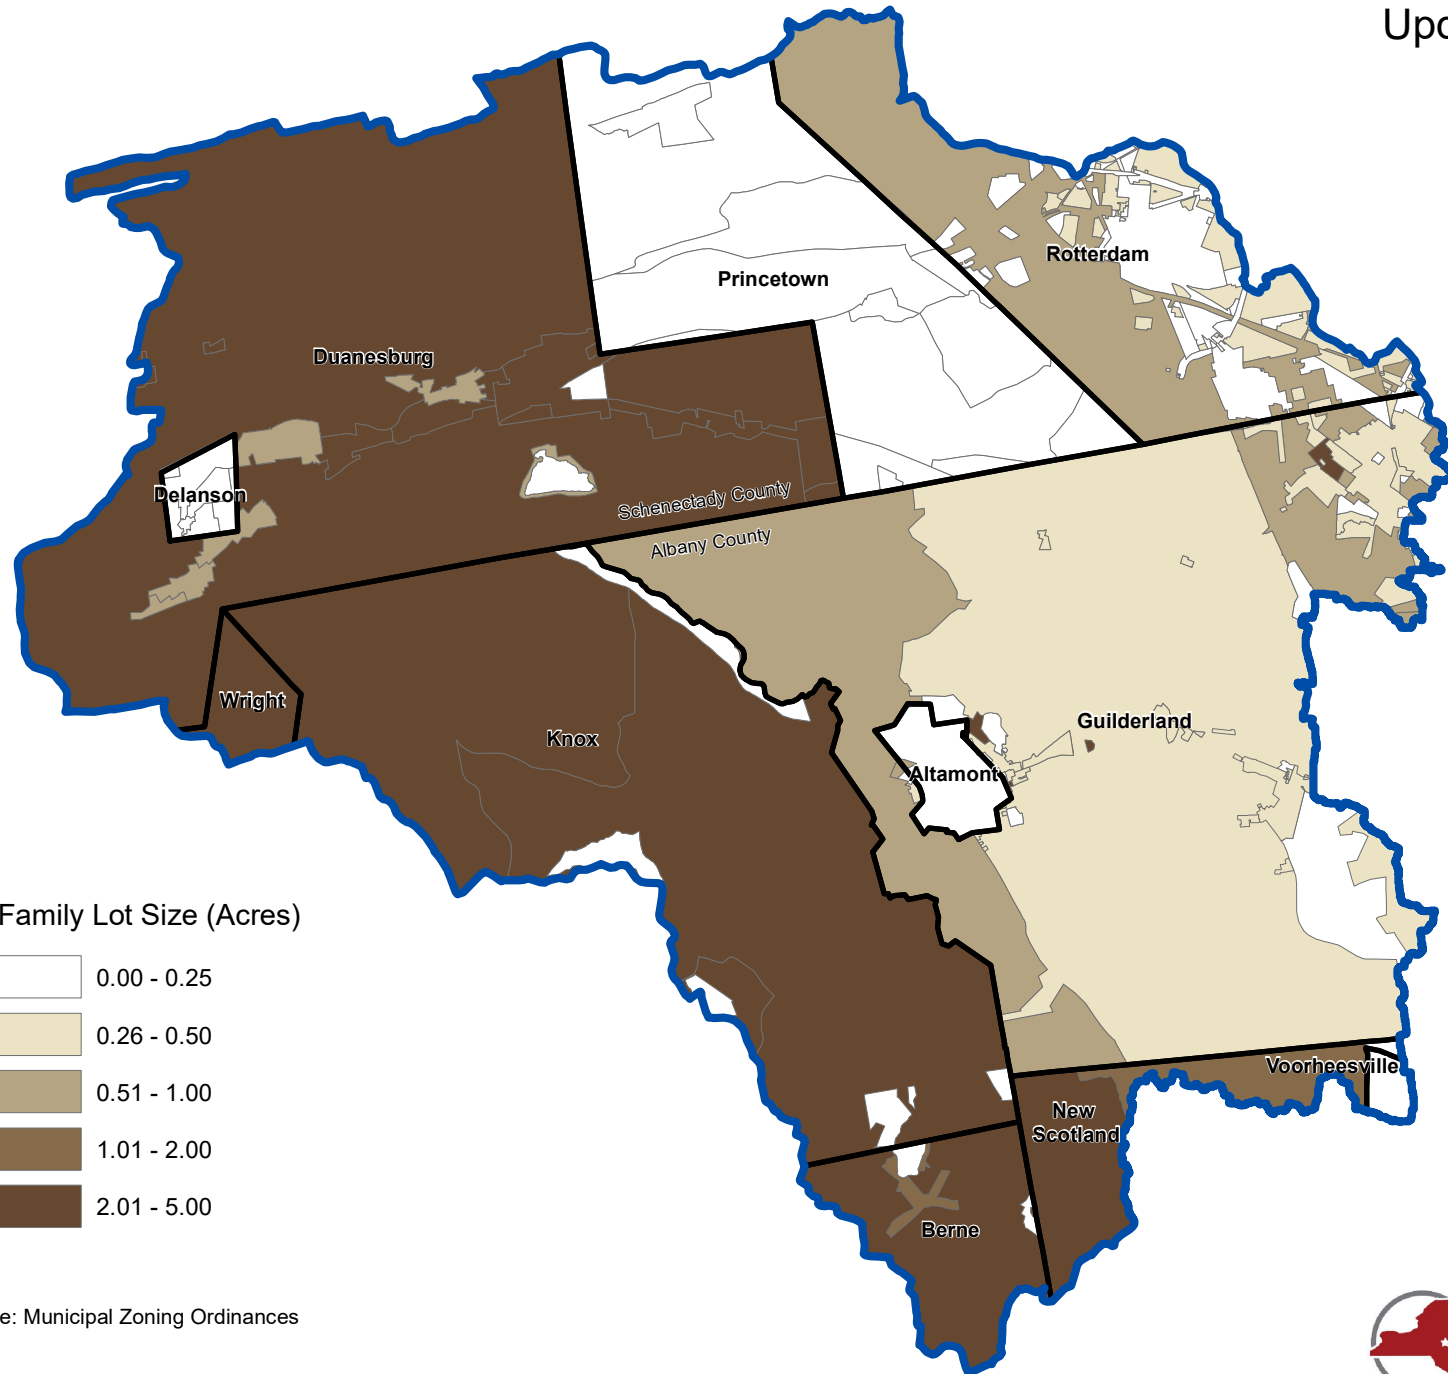 Upd
Rotterdam
Princetown
Duanesburg
Delanson
Schenectady County
Albany County
Wright
Knox
Guilderland
Altamont
Voorheesville
New
Scotland
Berne
Family Lot Size (Acres)
0.00 - 0.25
0.26 - 0.50
0.51 - 1.00
1.01 - 2.00
2.01 - 5.00
e: Municipal Zoning Ordinances